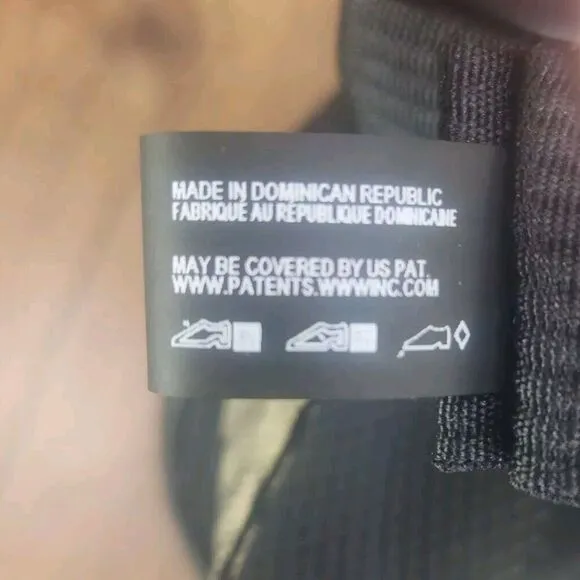 MADE IN DOMINICAN REPUBLIC
FABRIQUÉ AU RÉPUBLIQUE DOMINICANE
MAY BE COVERED BY US PAT.
WWW.PATENTS.WWWINC.COM